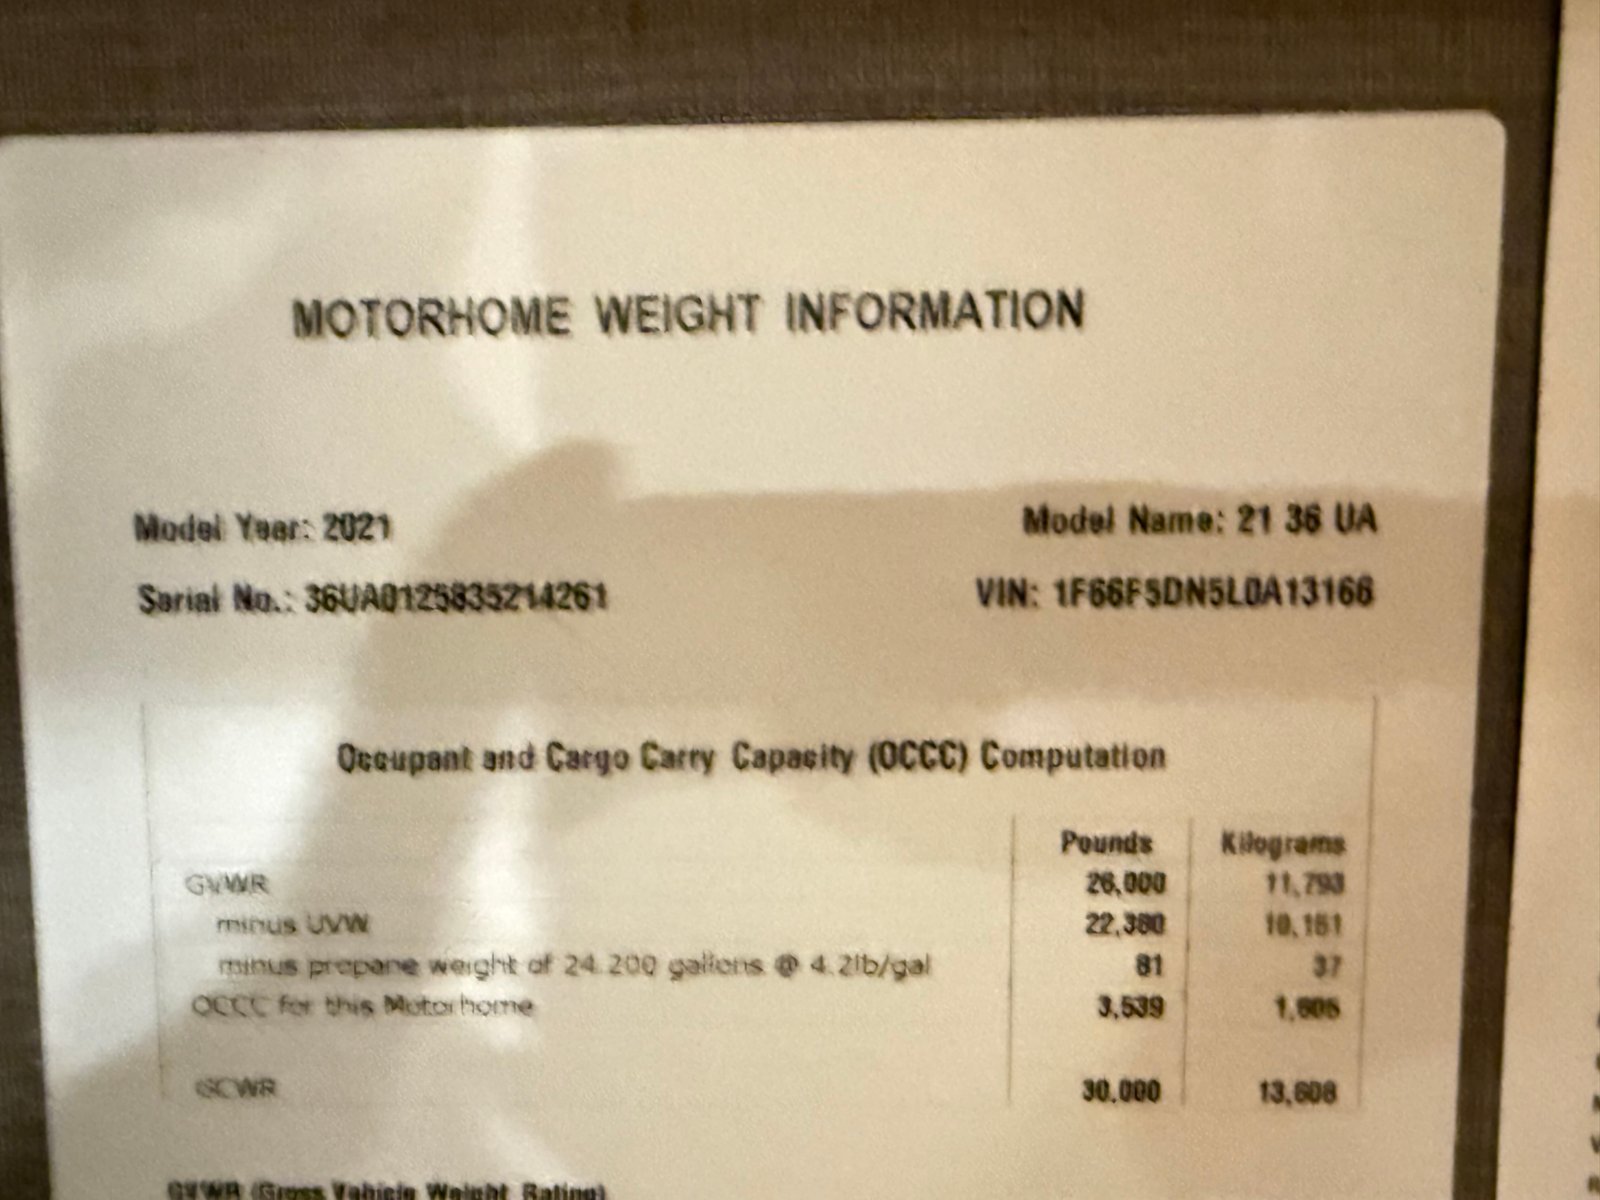 MOTORHOME WEIGHT INFORMATION
Model Year: 2021
Model Name: 21 36 UA
Serial No.: 36UA0125835214261
VIN: 1F66F5DN5L0A13166
Occupant and Cargo Carry Capacity (OCCC) Computation
Pounds Kilograms
GVWR 26,000 11,793
minus UVW 22,380 10,151
minus propane weight of 24.200 gallons @ 4.2lb/gal 81 37
OCCC for this Motorhome 3,539 1,605
GCWR 30,000 13,608
GVWR (Gross Vehicle Weight Rating)